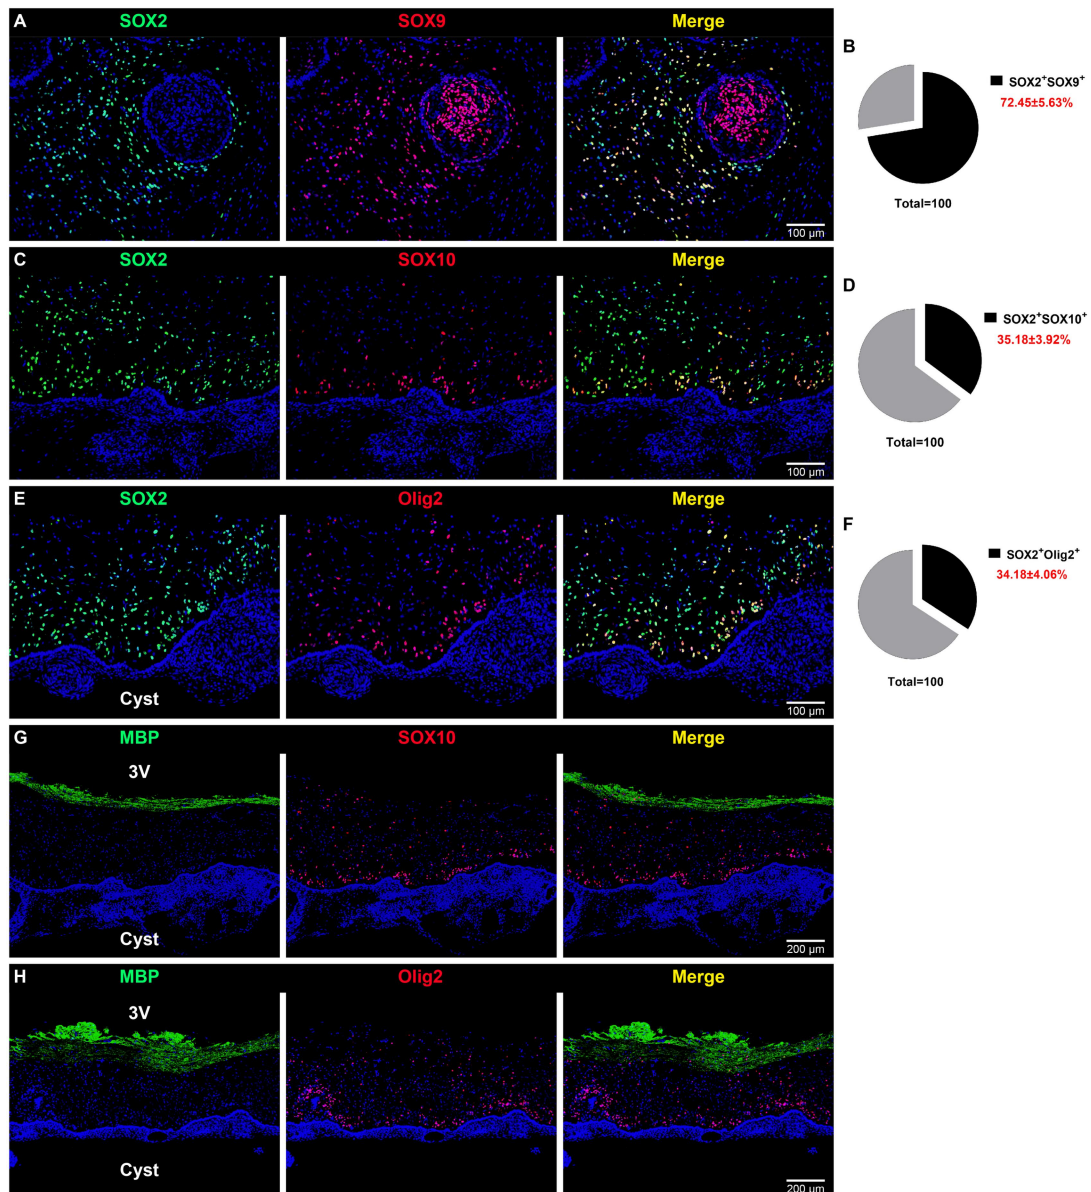 A SOX2 SOX9 Merge
100 µm
B
SOX2⁺SOX9⁺
72.45±5.63%
Total=100
C SOX2 SOX10 Merge
100 µm
D
SOX2⁺SOX10⁺
35.18±3.92%
Total=100
E SOX2 Olig2 Merge
Cyst
100 µm
F
SOX2⁺Olig2⁺
34.18±4.06%
Total=100
G MBP SOX10 Merge
3V
Cyst
200 µm
H MBP Olig2 Merge
3V
Cyst
200 µm